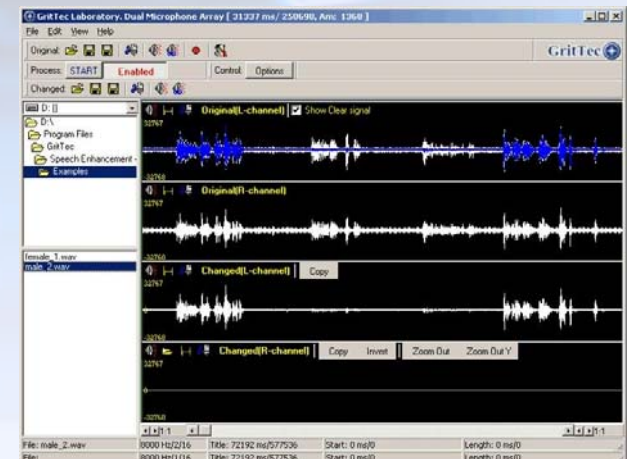 GritTec Laboratory. Dual Microphone Array [ 31337 ms/ 250698, Ans: 1360 ]
File Edit View Help
Original:
GritTec
Process: START Enabled Control: Options
Changed:
D: []
D:\
Program Files
GritTec
Speech Enhancement -
Examples
female_1.wav
male_2.wav
Original(L-channel) Show Clear signal
32767
-32768
Original(R-channel)
32767
-32768
Changed(L-channel) Copy
32767
0
-32768
Changed(R-channel) Copy Invert Zoom Out Zoom Out Y
32767
0
-32768
1:1 1:1
File: male_2.wav 8000 Hz/2/16 Title: 72192 ms/577536 Start: 0 ms/0 Length: 0 ms/0
File: 8000 Hz/1/16 Title: 72192 ms/577536 Start: 0 ms/0 Length: 0 ms/0